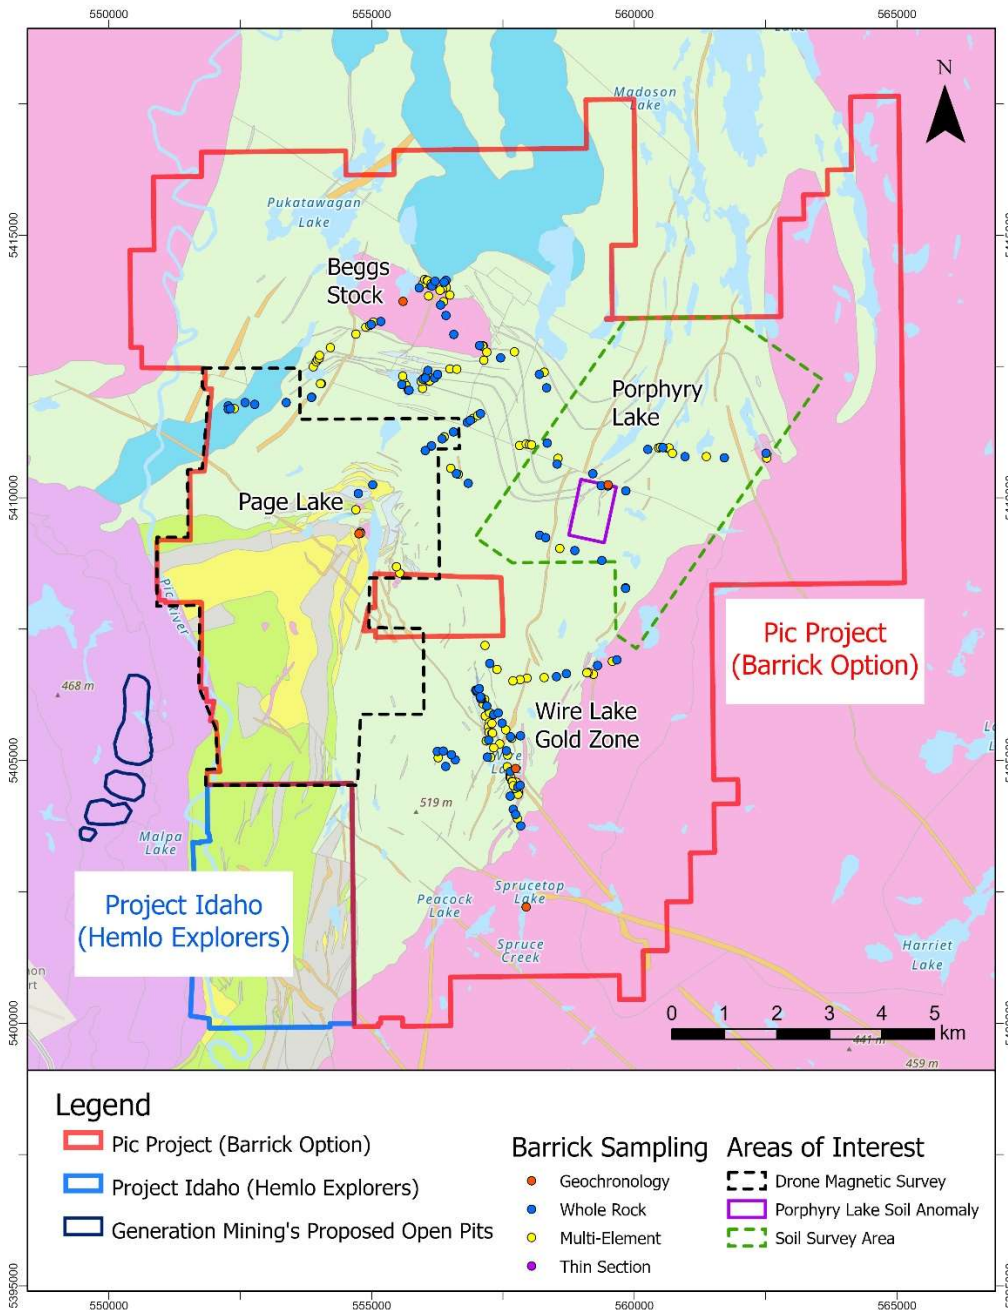 550000
555000
560000
565000
Lake
N
Madoson
Lake
Pukatawagan
Lake
5415000
Beggs
Stock
Porphyry
Lake
5410000
Page Lake
Pic River
Pic Project
(Barrick Option)
468 m
Wire Lake
Gold Zone
5405000
519 m
Malpa
Lake
Project Idaho
(Hemlo Explorers)
Peacock
Lake
Sprucetop
Lake
Spruce
Creek
Harriet
Lake
5400000
0 1 2 3 4 5
km
441 m
459 m
Legend
Pic Project (Barrick Option)
Project Idaho (Hemlo Explorers)
Generation Mining's Proposed Open Pits
Barrick Sampling
Geochronology
Whole Rock
Multi-Element
Thin Section
Areas of Interest
Drone Magnetic Survey
Porphyry Lake Soil Anomaly
Soil Survey Area
5395000
550000
555000
560000
565000